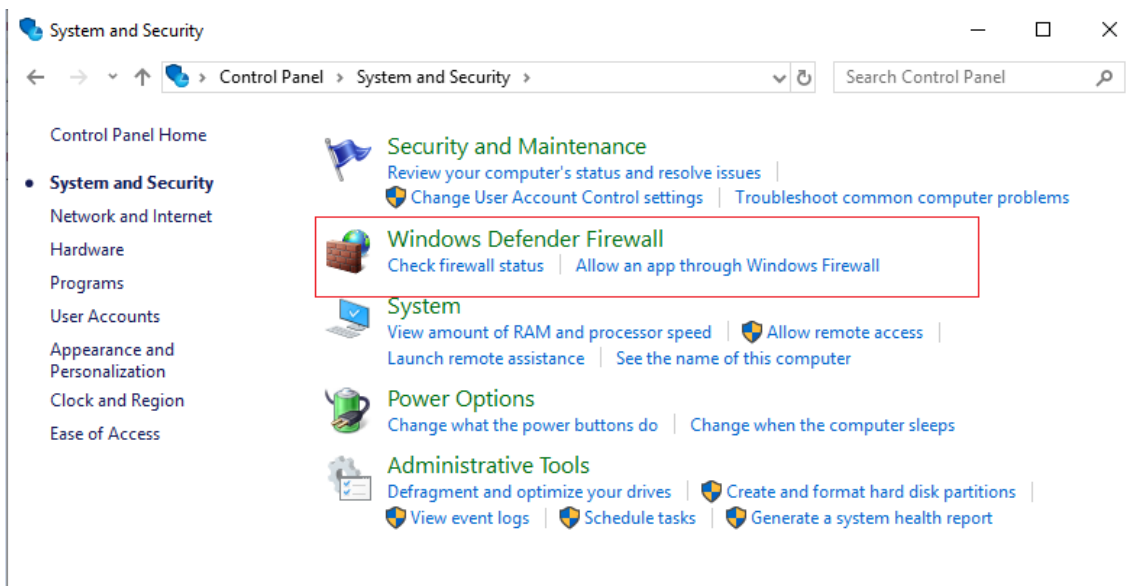 System and Security
Control Panel > System and Security >
Search Control Panel
Control Panel Home
System and Security
Network and Internet
Hardware
Programs
User Accounts
Appearance and
Personalization
Clock and Region
Ease of Access
Security and Maintenance
Review your computer's status and resolve issues
Change User Account Control settings
Troubleshoot common computer problems
Windows Defender Firewall
Check firewall status
Allow an app through Windows Firewall
System
View amount of RAM and processor speed
Allow remote access
Launch remote assistance
See the name of this computer
Power Options
Change what the power buttons do
Change when the computer sleeps
Administrative Tools
Defragment and optimize your drives
Create and format hard disk partitions
View event logs
Schedule tasks
Generate a system health report